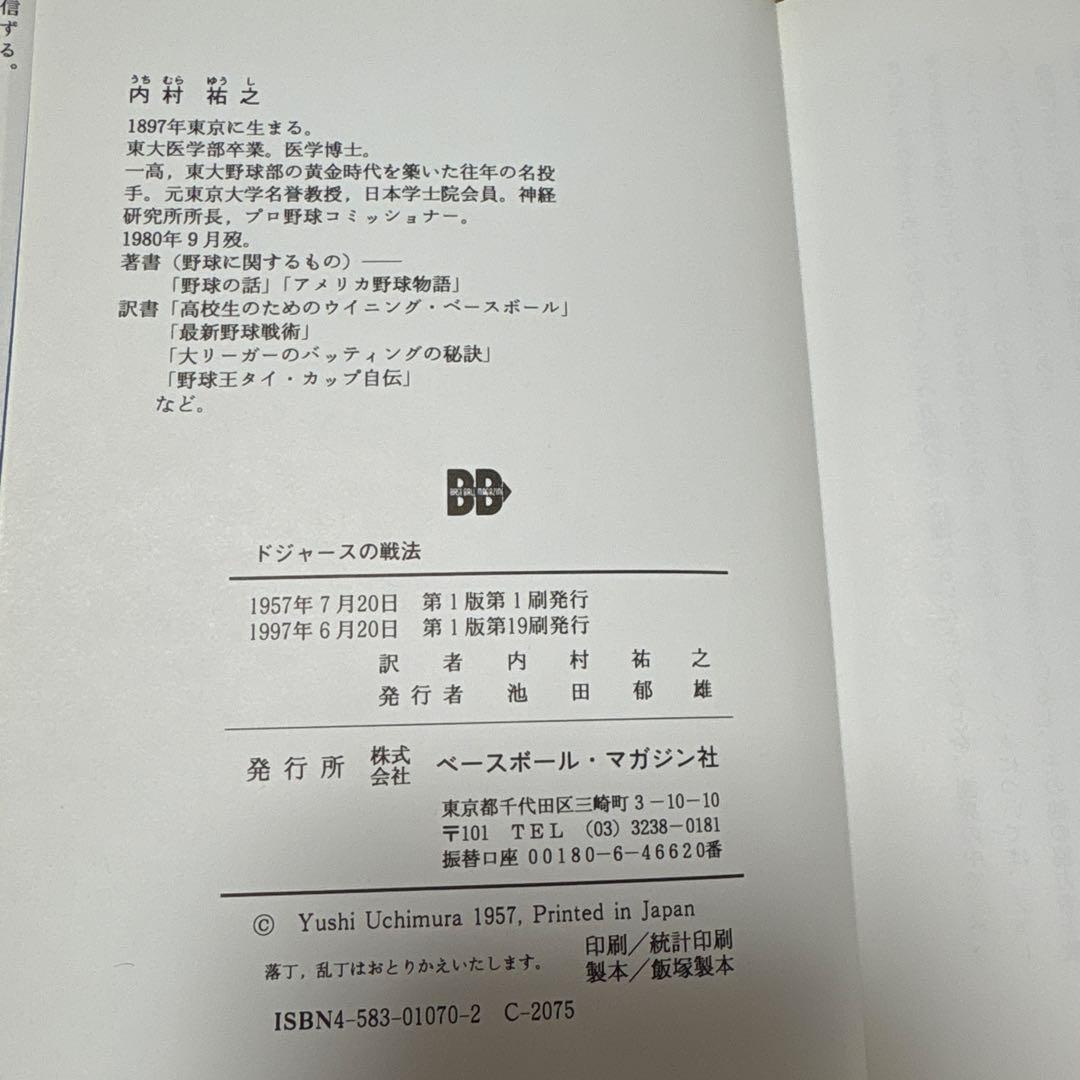 信ずる。
うち むら ゆう し
内村 祐之
1897年東京に生まる。
東大医学部卒業。医学博士。
一高，東大野球部の黄金時代を築いた往年の名投
手。元東京大学名誉教授，日本学士院会員。神経
研究所所長，プロ野球コミッショナー。
1980年9月歿。
著書（野球に関するもの）――
「野球の話」「アメリカ野球物語」
訳書「高校生のためのウイニング・ベースボール」
「最新野球戦術」
「大リーガーのバッティングの秘訣」
「野球王タイ・カップ自伝」
など。
BB
BASEBALL MAGAZINE
ドジャースの戦法
1957年7月20日 第1版第1刷発行
1997年6月20日 第1版第19刷発行
訳者 内村祐之
発行者 池田郁雄
発行所 株式会社 ベースボール・マガジン社
東京都千代田区三崎町3-10-10
〒101 TEL (03) 3238-0181
振替口座 00180-6-46620番
© Yushi Uchimura 1957, Printed in Japan
印刷／統計印刷
落丁，乱丁はおとりかえいたします。 製本／飯塚製本
ISBN4-583-01070-2 C-2075